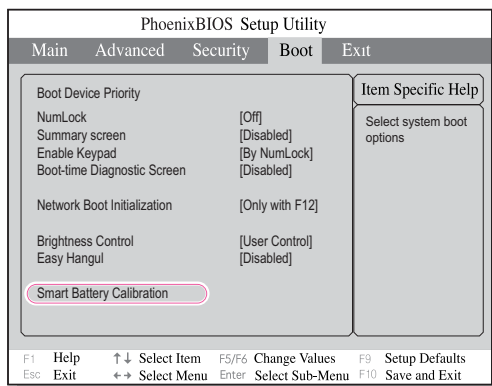 PhoenixBIOS Setup Utility
Main Advanced Security Boot Exit
Boot Device Priority
NumLock [Off]
Summary screen [Disabled]
Enable Keypad [By NumLock]
Boot-time Diagnostic Screen [Disabled]
Network Boot Initialization [Only with F12]
Brightness Control [User Control]
Easy Hangul [Disabled]
Smart Battery Calibration
Item Specific Help
Select system boot
options
F1 Help ↑↓ Select Item F5/F6 Change Values F9 Setup Defaults
Esc Exit ←→ Select Menu Enter Select Sub-Menu F10 Save and Exit